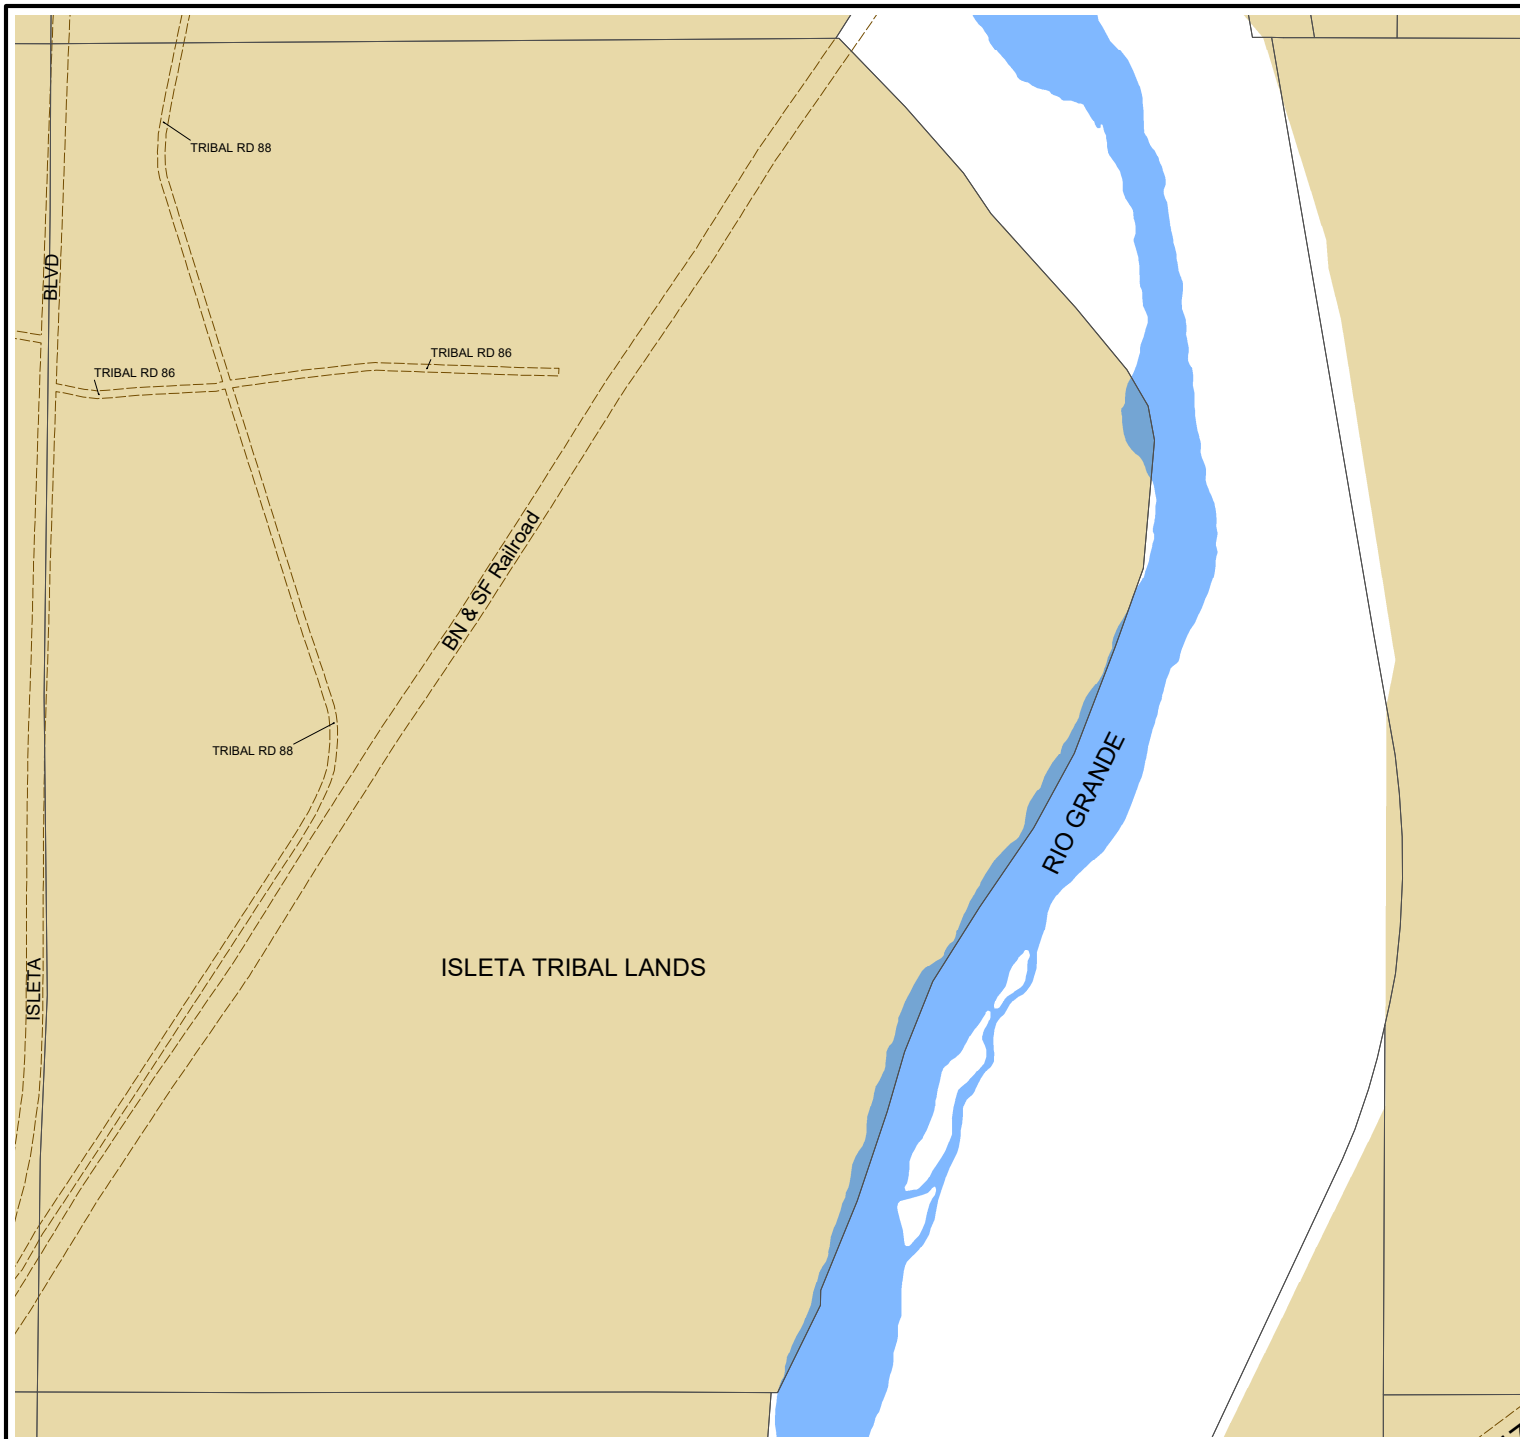 TRIBAL RD 88
BLVD
TRIBAL RD 86
TRIBAL RD 86
BN & SF Railroad
TRIBAL RD 88
RIO GRANDE
ISLETA TRIBAL LANDS
ISLETA